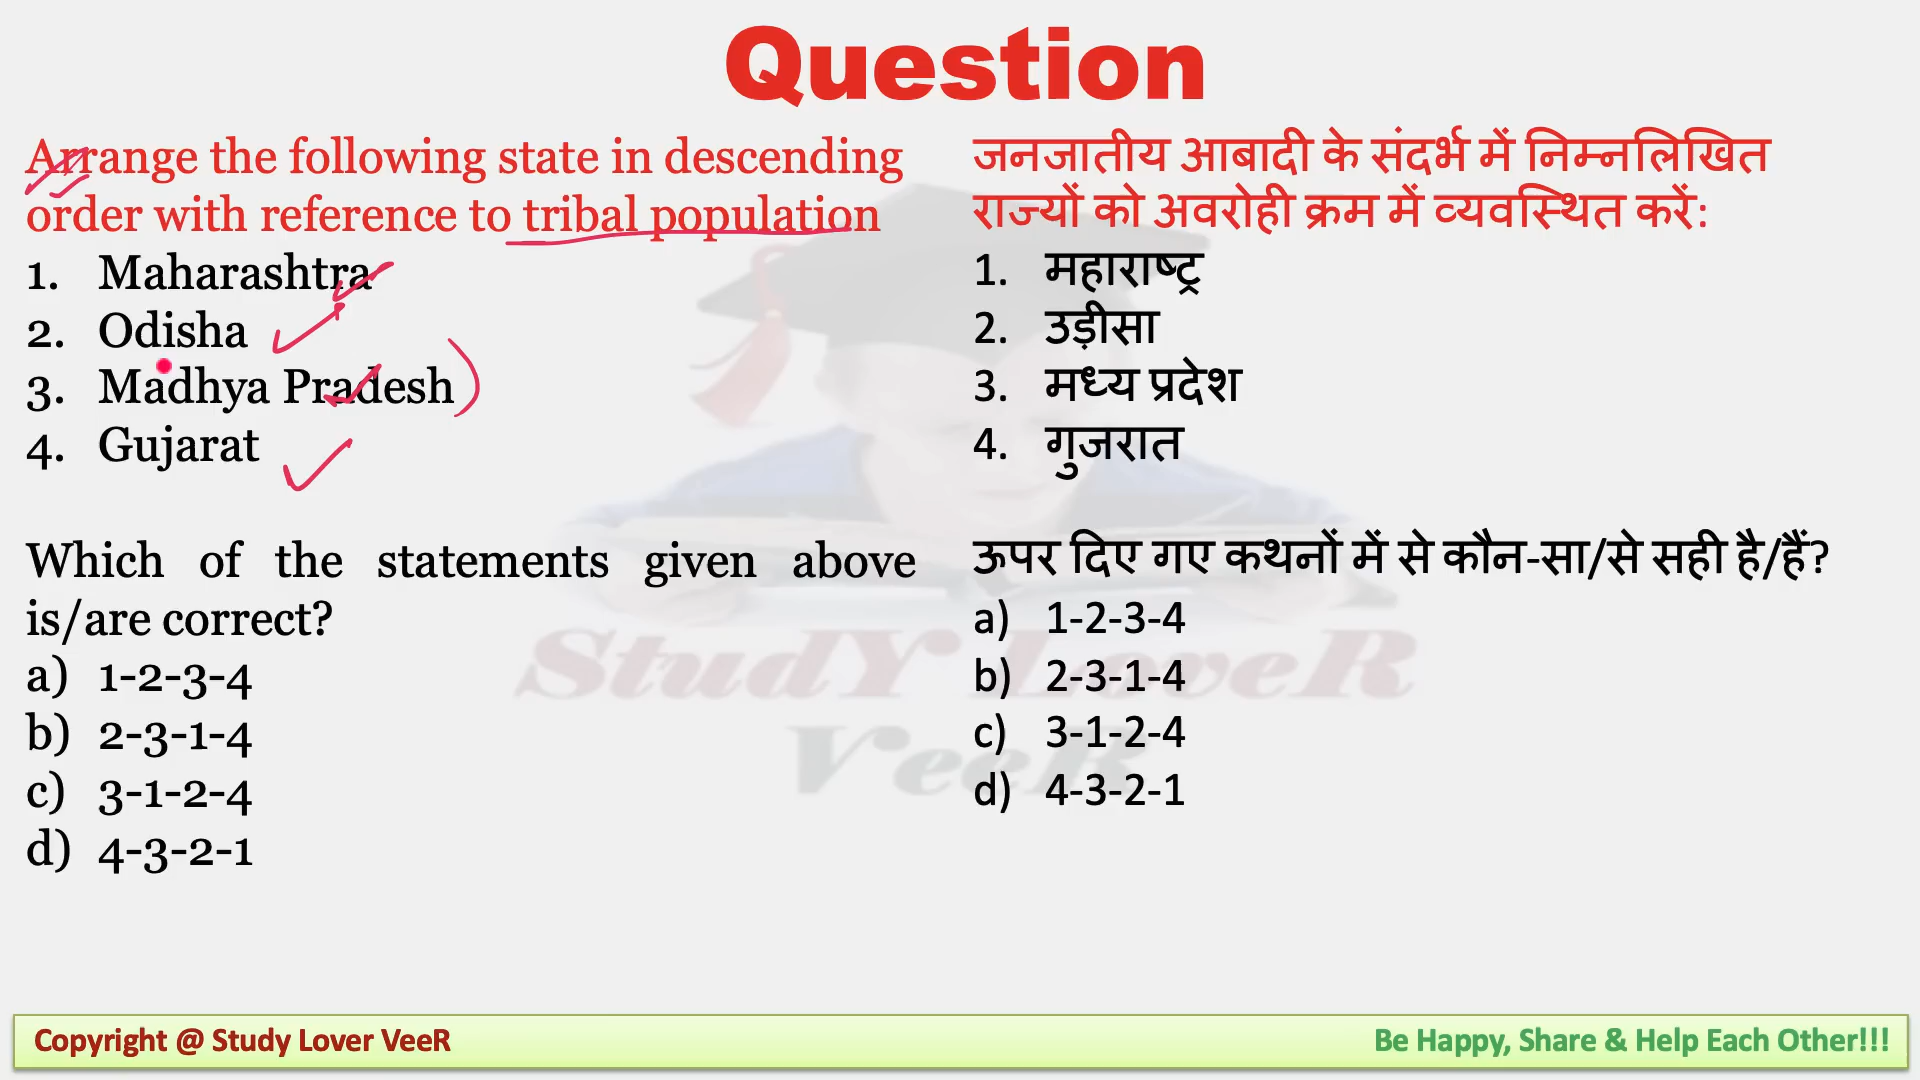 Question
Arrange the following state in descending
order with reference to tribal population
1. Maharashtra
2. Odisha
3. Madhya Pradesh
4. Gujarat
Which of the statements given above
is/are correct?
a) 1-2-3-4
b) 2-3-1-4
c) 3-1-2-4
d) 4-3-2-1
जनजातीय आबादी के संदर्भ में निम्नलिखित
राज्यों को अवरोही क्रम में व्यवस्थित करें:
1. महाराष्ट्र
2. उड़ीसा
3. मध्य प्रदेश
4. गुजरात
ऊपर दिए गए कथनों में से कौन-सा/से सही है/हैं?
a) 1-2-3-4
b) 2-3-1-4
c) 3-1-2-4
d) 4-3-2-1
StudY LoveR
VeeR
Copyright @ Study Lover VeeR
Be Happy, Share & Help Each Other!!!